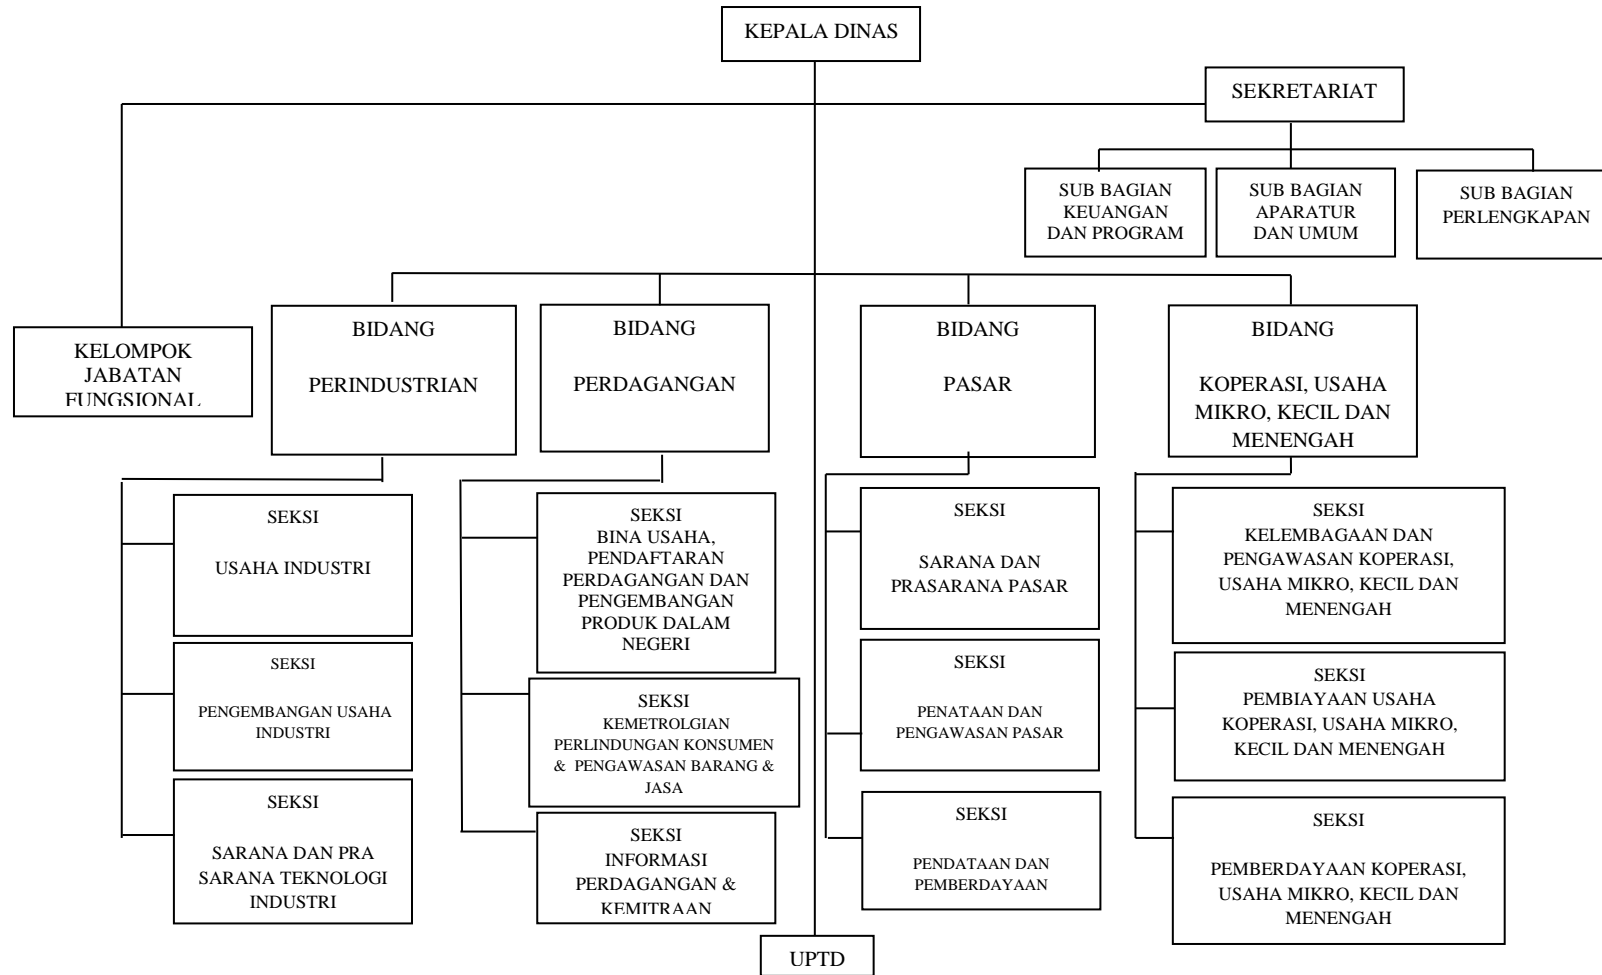 KEPALA DINAS
SEKRETARIAT
SUB BAGIAN
KEUANGAN
DAN PROGRAM
SUB BAGIAN
APARATUR
DAN UMUM
SUB BAGIAN
PERLENGKAPAN
KELOMPOK
JABATAN
FUNGSIONAL
BIDANG
PERINDUSTRIAN
BIDANG
PERDAGANGAN
BIDANG
PASAR
BIDANG
KOPERASI, USAHA
MIKRO, KECIL DAN
MENENGAH
SEKSI
USAHA INDUSTRI
SEKSI
PENGEMBANGAN USAHA
INDUSTRI
SEKSI
SARANA DAN PRA
SARANA TEKNOLOGI
INDUSTRI
SEKSI
BINA USAHA,
PENDAFTARAN
PERDAGANGAN DAN
PENGEMBANGAN
PRODUK DALAM
NEGERI
SEKSI
KEMETROLGIAN
PERLINDUNGAN KONSUMEN
& PENGAWASAN BARANG &
JASA
SEKSI
INFORMASI
PERDAGANGAN &
KEMITRAAN
SEKSI
SARANA DAN
PRASARANA PASAR
SEKSI
PENATAAN DAN
PENGAWASAN PASAR
SEKSI
PENDATAAN DAN
PEMBERDAYAAN
SEKSI
KELEMBAGAAN DAN
PENGAWASAN KOPERASI,
USAHA MIKRO, KECIL DAN
MENENGAH
SEKSI
PEMBIAYAAN USAHA
KOPERASI, USAHA MIKRO,
KECIL DAN MENENGAH
SEKSI
PEMBERDAYAAN KOPERASI,
USAHA MIKRO, KECIL DAN
MENENGAH
UPTD